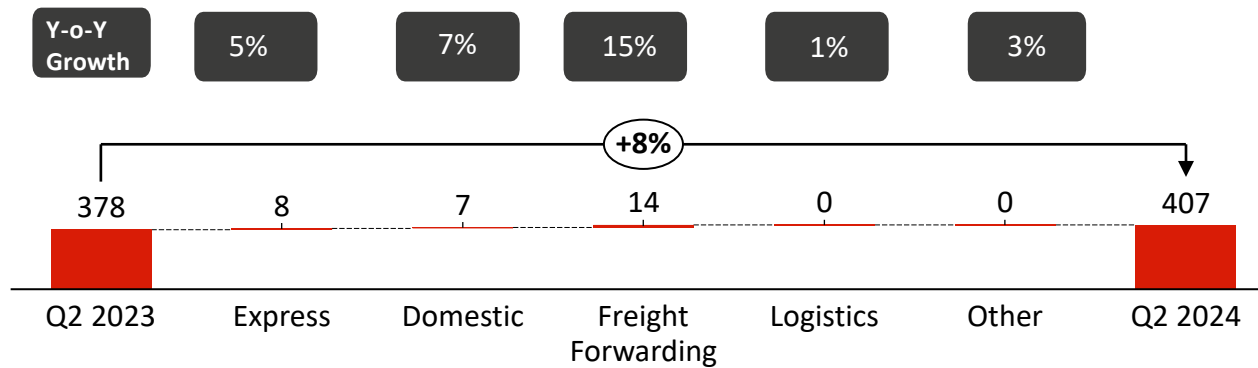 Y-o-Y
Growth
5%
7%
15%
1%
3%
+8%
378
8
7
14
0
0
407
Q2 2023
Express
Domestic
Freight
Forwarding
Logistics
Other
Q2 2024